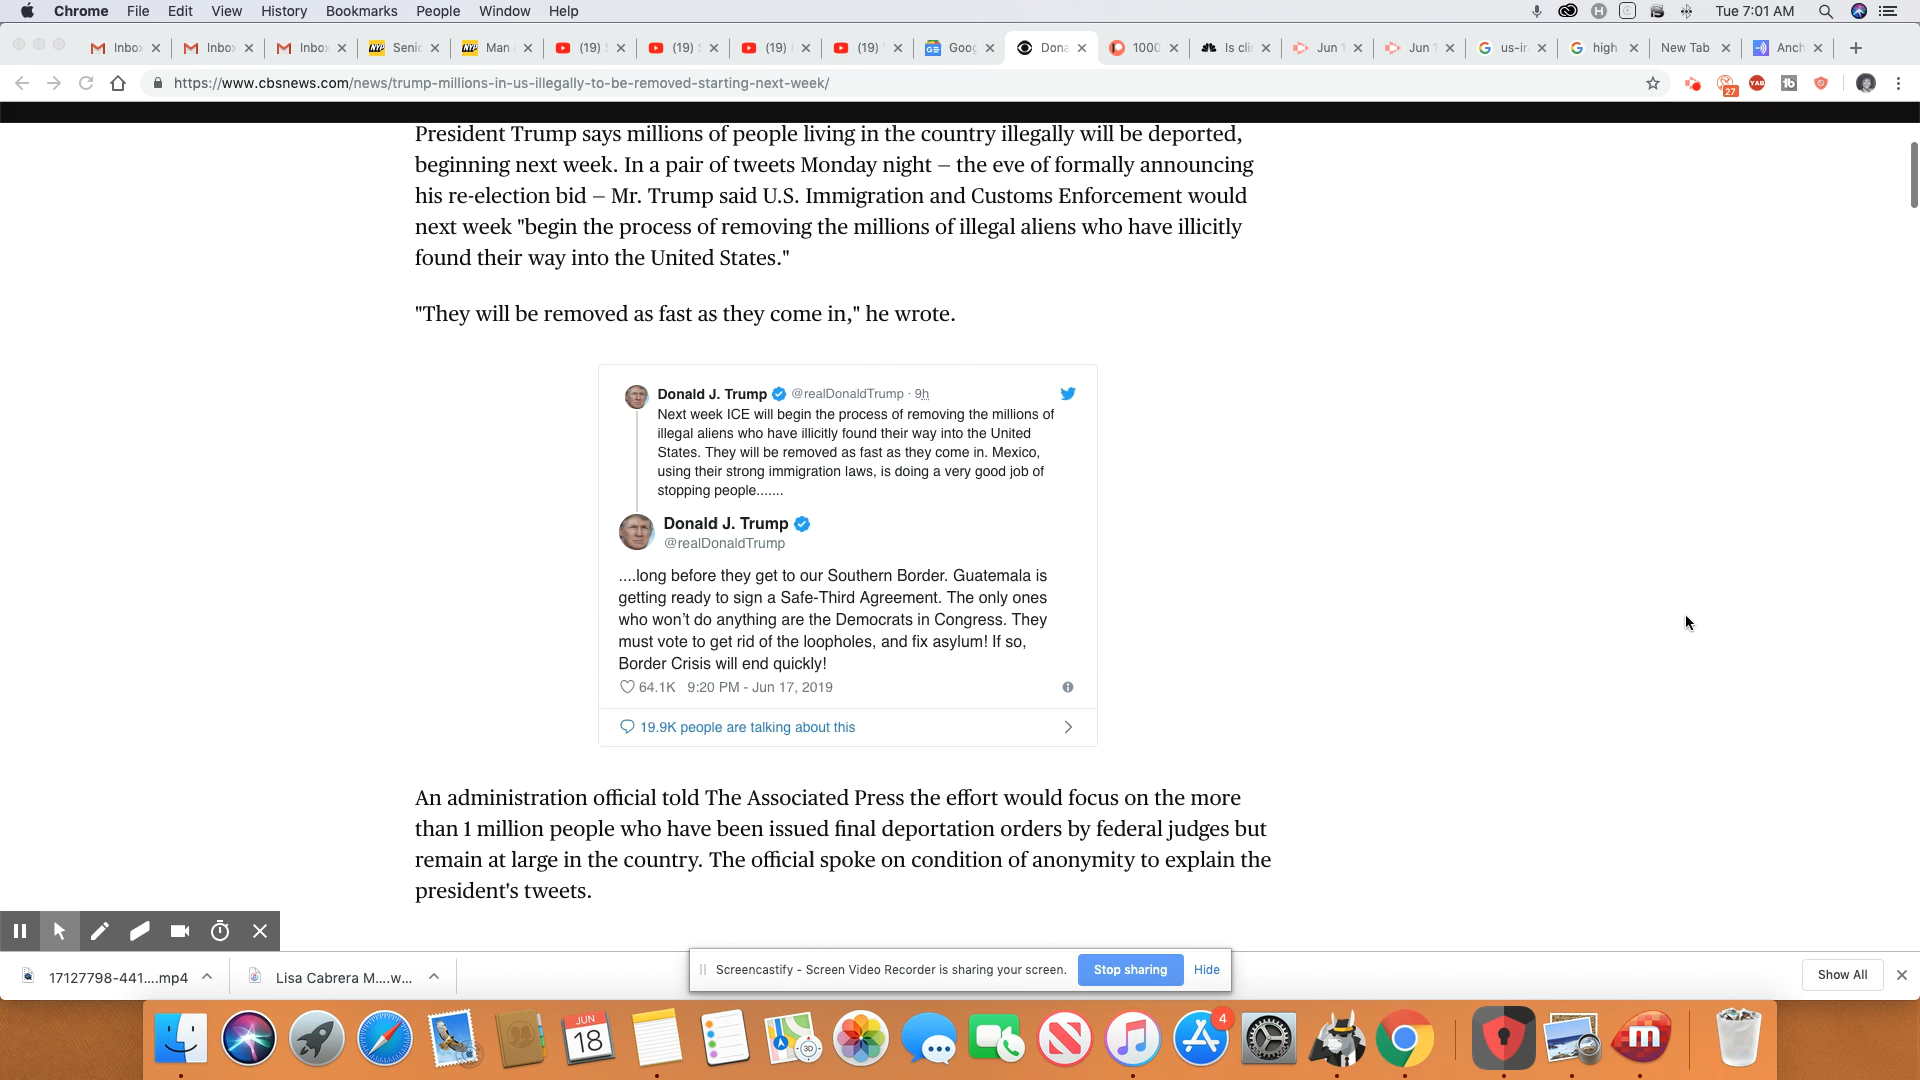 Chrome File Edit View History Bookmarks People Window Help Tue 7:01 AM
Inbo Inbo Inbo Senic Man (19) (19) (19) (19) Goog Dona 1000 Is cli Jun 1 Jun 1 us-ir high New Tab Anch
https://www.cbsnews.com/news/trump-millions-in-us-illegally-to-be-removed-starting-next-week/
27 YAB
President Trump says millions of people living in the country illegally will be deported,
beginning next week. In a pair of tweets Monday night – the eve of formally announcing
his re-election bid – Mr. Trump said U.S. Immigration and Customs Enforcement would
next week "begin the process of removing the millions of illegal aliens who have illicitly
found their way into the United States."
"They will be removed as fast as they come in," he wrote.
Donald J. Trump @realDonaldTrump · 9h
Next week ICE will begin the process of removing the millions of
illegal aliens who have illicitly found their way into the United
States. They will be removed as fast as they come in. Mexico,
using their strong immigration laws, is doing a very good job of
stopping people.......
Donald J. Trump
@realDonaldTrump
....long before they get to our Southern Border. Guatemala is
getting ready to sign a Safe-Third Agreement. The only ones
who won't do anything are the Democrats in Congress. They
must vote to get rid of the loopholes, and fix asylum! If so,
Border Crisis will end quickly!
64.1K 9:20 PM - Jun 17, 2019
19.9K people are talking about this
An administration official told The Associated Press the effort would focus on the more
than 1 million people who have been issued final deportation orders by federal judges but
remain at large in the country. The official spoke on condition of anonymity to explain the
president's tweets.
17127798-441....mp4 Lisa Cabrera M....w... Screencastify - Screen Video Recorder is sharing your screen. Stop sharing Hide Show All
JUN
18
3D
4